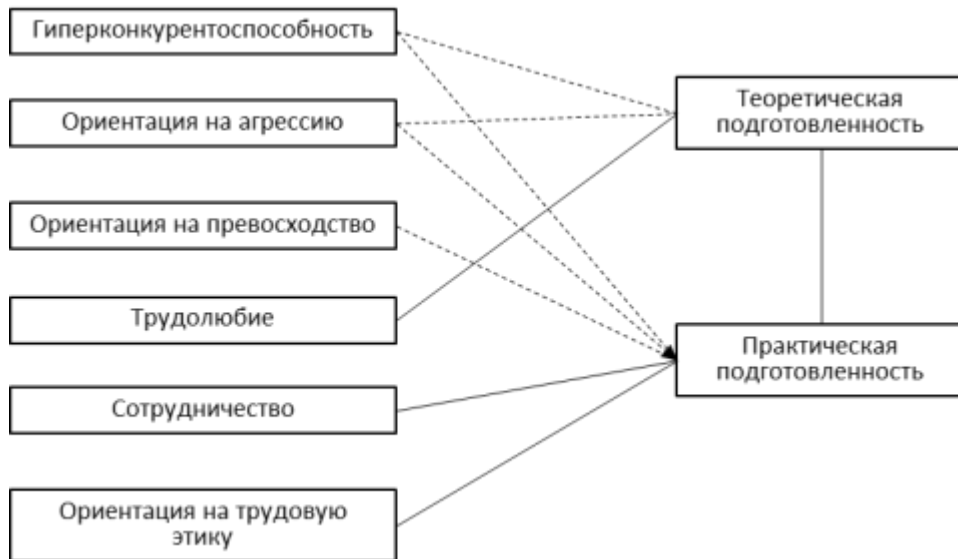 Гиперконкурентоспособность
Ориентация на агрессию
Ориентация на превосходство
Трудолюбие
Сотрудничество
Ориентация на трудовую
этику
Теоретическая
подготовленность
Практическая
подготовленность